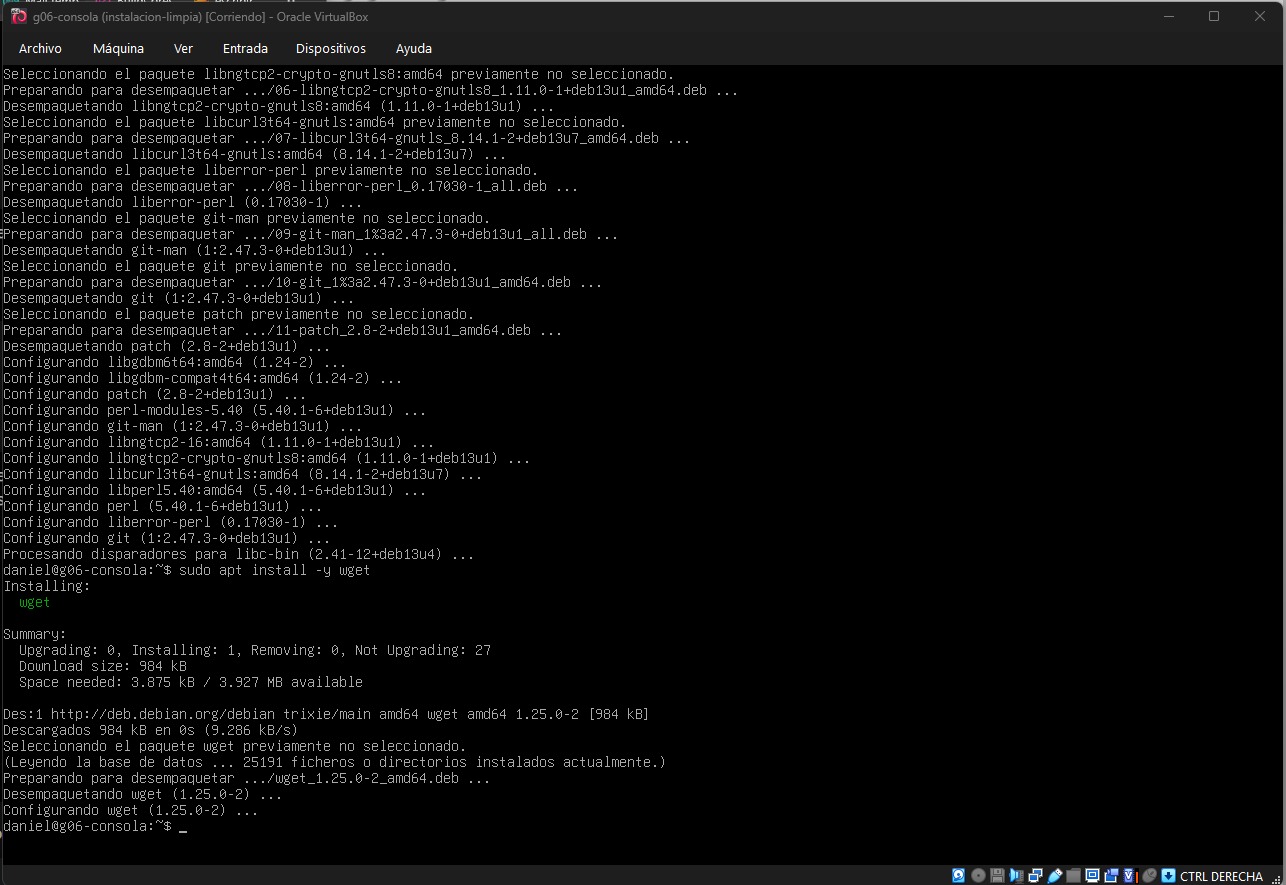 g06-consola (instalacion-limpia) [Corriendo] - Oracle VirtualBox
Archivo Máquina Ver Entrada Dispositivos Ayuda
Seleccionando el paquete libngtcp2-crypto-gnutls8:amd64 previamente no seleccionado.
Preparando para desempaquetar .../06-libngtcp2-crypto-gnutls8_1.11.0-1+deb13u1_amd64.deb ...
Desempaquetando libngtcp2-crypto-gnutls8:amd64 (1.11.0-1+deb13u1) ...
Seleccionando el paquete libcurl3t64-gnutls:amd64 previamente no seleccionado.
Preparando para desempaquetar .../07-libcurl3t64-gnutls_8.14.1-2+deb13u7_amd64.deb ...
Desempaquetando libcurl3t64-gnutls:amd64 (8.14.1-2+deb13u7) ...
Seleccionando el paquete liberror-perl previamente no seleccionado.
Preparando para desempaquetar .../08-liberror-perl_0.17030-1_all.deb ...
Desempaquetando liberror-perl (0.17030-1) ...
Seleccionando el paquete git-man previamente no seleccionado.
Preparando para desempaquetar .../09-git-man_1%3a2.47.3-0+deb13u1_all.deb ...
Desempaquetando git-man (1:2.47.3-0+deb13u1) ...
Seleccionando el paquete git previamente no seleccionado.
Preparando para desempaquetar .../10-git_1%3a2.47.3-0+deb13u1_amd64.deb ...
Desempaquetando git (1:2.47.3-0+deb13u1) ...
Seleccionando el paquete patch previamente no seleccionado.
Preparando para desempaquetar .../11-patch_2.8-2+deb13u1_amd64.deb ...
Desempaquetando patch (2.8-2+deb13u1) ...
Configurando libgdbm6t64:amd64 (1.24-2) ...
Configurando libgdbm-compat4t64:amd64 (1.24-2) ...
Configurando patch (2.8-2+deb13u1) ...
Configurando perl-modules-5.40 (5.40.1-6+deb13u1) ...
Configurando git-man (1:2.47.3-0+deb13u1) ...
Configurando libngtcp2-16:amd64 (1.11.0-1+deb13u1) ...
Configurando libngtcp2-crypto-gnutls8:amd64 (1.11.0-1+deb13u1) ...
Configurando libcurl3t64-gnutls:amd64 (8.14.1-2+deb13u7) ...
Configurando libperl5.40:amd64 (5.40.1-6+deb13u1) ...
Configurando perl (5.40.1-6+deb13u1) ...
Configurando liberror-perl (0.17030-1) ...
Configurando git (1:2.47.3-0+deb13u1) ...
Procesando disparadores para libc-bin (2.41-12+deb13u4) ...
daniel@g06-consola:~$ sudo apt install -y wget
Installing:
  wget

Summary:
  Upgrading: 0, Installing: 1, Removing: 0, Not Upgrading: 27
  Download size: 984 kB
  Space needed: 3.875 kB / 3.927 MB available

Des:1 http://deb.debian.org/debian trixie/main amd64 wget amd64 1.25.0-2 [984 kB]
Descargados 984 kB en 0s (9.286 kB/s)
Seleccionando el paquete wget previamente no seleccionado.
(Leyendo la base de datos ... 25191 ficheros o directorios instalados actualmente.)
Preparando para desempaquetar .../wget_1.25.0-2_amd64.deb ...
Desempaquetando wget (1.25.0-2) ...
Configurando wget (1.25.0-2) ...
daniel@g06-consola:~$ _
CTRL DERECHA